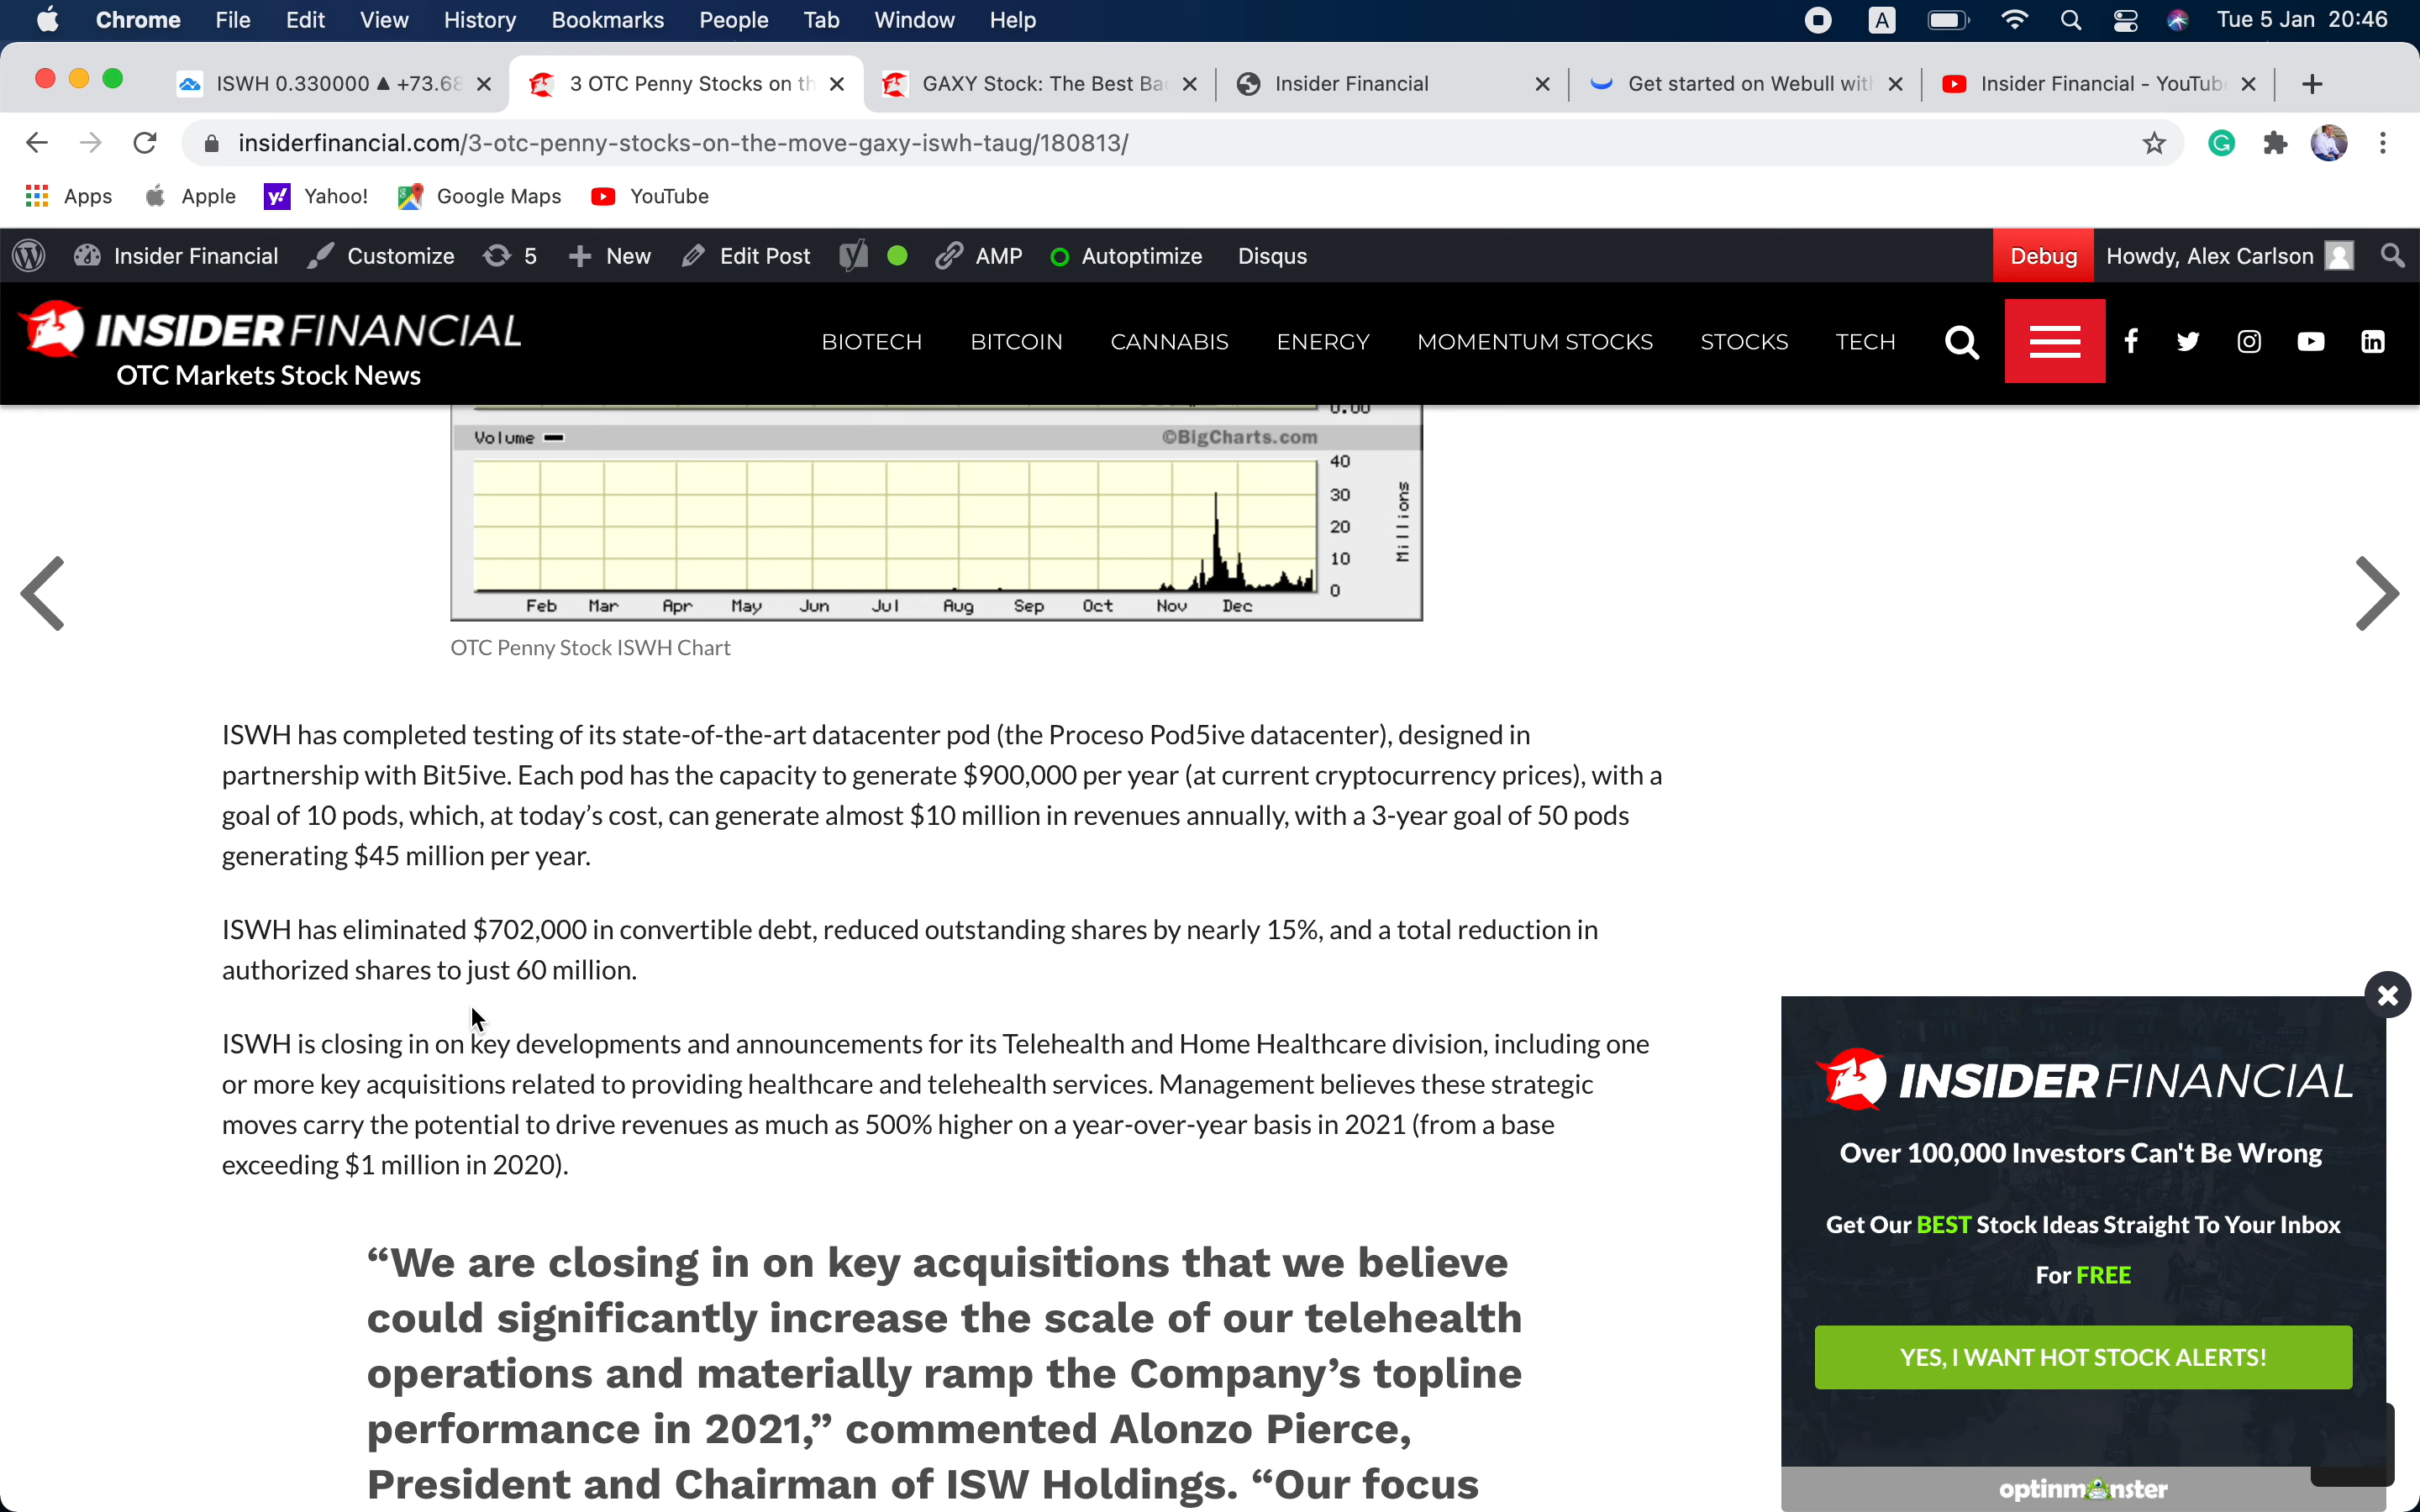 Chrome File Edit View History Bookmarks People Tab Window Help A Tue 5 Jan 20:46
ISWH 0.330000 ▲ +73.68 3 OTC Penny Stocks on th GAXY Stock: The Best Ba Insider Financial Get started on Webull wit Insider Financial - YouTube
insiderfinancial.com/3-otc-penny-stocks-on-the-move-gaxy-iswh-taug/180813/
Apps Apple Yahoo! Google Maps YouTube
Insider Financial Customize 5 New Edit Post AMP Autoptimize Disqus Debug Howdy, Alex Carlson
INSIDER FINANCIAL
OTC Markets Stock News
BIOTECH BITCOIN CANNABIS ENERGY MOMENTUM STOCKS STOCKS TECH
0.00
Volume ©BigCharts.com
40
30
20
10
0
Millions
Feb Mar Apr May Jun Jul Aug Sep Oct Nov Dec
OTC Penny Stock ISWH Chart
ISWH has completed testing of its state-of-the-art datacenter pod (the Proceso Pod5ive datacenter), designed in
partnership with Bit5ive. Each pod has the capacity to generate $900,000 per year (at current cryptocurrency prices), with a
goal of 10 pods, which, at today’s cost, can generate almost $10 million in revenues annually, with a 3-year goal of 50 pods
generating $45 million per year.
ISWH has eliminated $702,000 in convertible debt, reduced outstanding shares by nearly 15%, and a total reduction in
authorized shares to just 60 million.
ISWH is closing in on key developments and announcements for its Telehealth and Home Healthcare division, including one
or more key acquisitions related to providing healthcare and telehealth services. Management believes these strategic
moves carry the potential to drive revenues as much as 500% higher on a year-over-year basis in 2021 (from a base
exceeding $1 million in 2020).
“We are closing in on key acquisitions that we believe
could significantly increase the scale of our telehealth
operations and materially ramp the Company’s topline
performance in 2021,” commented Alonzo Pierce,
President and Chairman of ISW Holdings. “Our focus
INSIDER FINANCIAL
Over 100,000 Investors Can't Be Wrong
Get Our BEST Stock Ideas Straight To Your Inbox
For FREE
YES, I WANT HOT STOCK ALERTS!
optinmonster